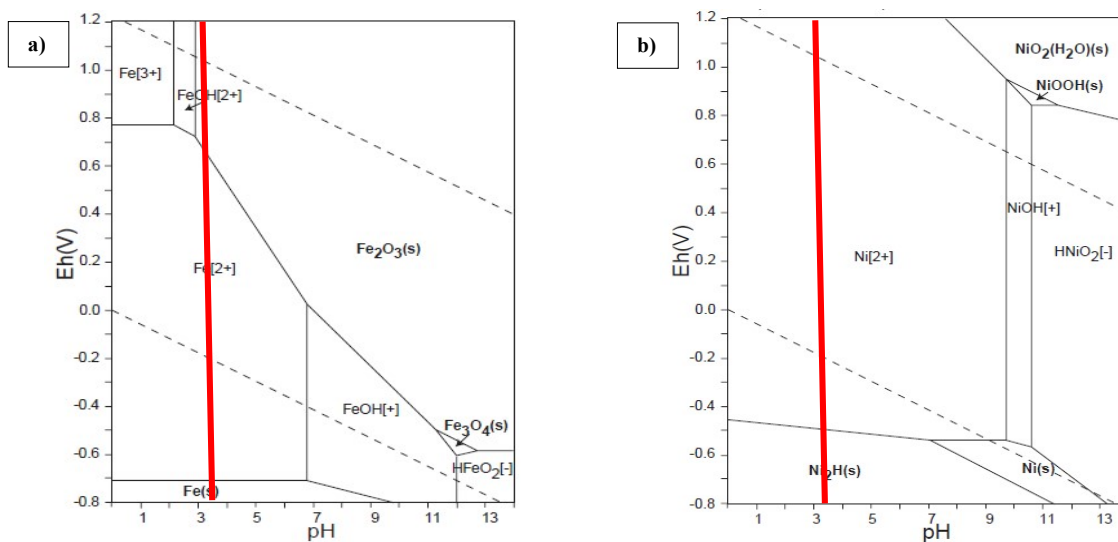 a)
1.2
1.0
0.8
0.6
0.4
0.2
0.0
-0.2
-0.4
-0.6
-0.8
Eh(V)
Fe[3+]
FeOH[2+]
Fe[2+]
Fe2O3(s)
FeOH[+]
Fe3O4(s)
HFeO2[-]
Fe(s)
1 3 5 7 9 11 13
pH
b)
1.2
1.0
0.8
0.6
0.4
0.2
0.0
-0.2
-0.4
-0.6
-0.8
Eh(V)
NiO2(H2O)(s)
NiOOH(s)
NiOH[+]
Ni[2+]
HNiO2[-]
Ni2H(s)
Ni(s)
1 3 5 7 9 11 13
pH